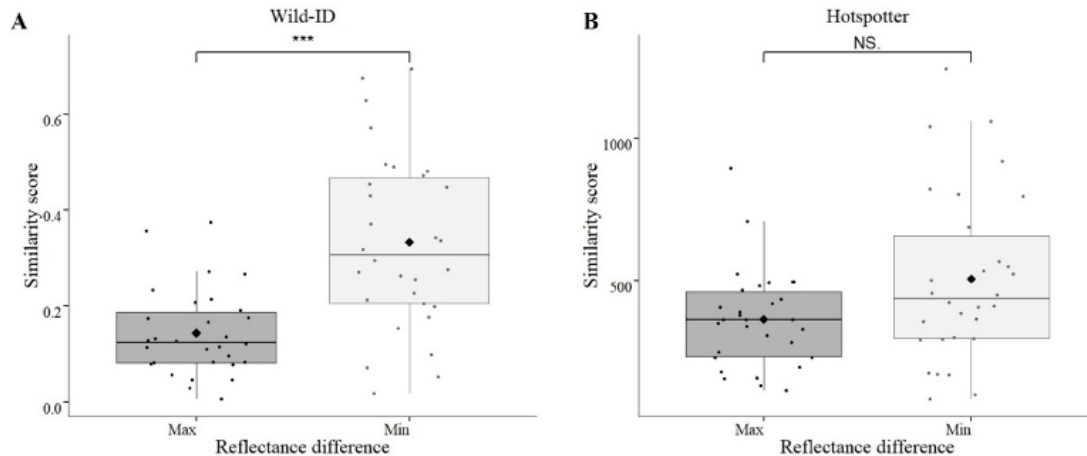 A
Wild-ID
***
Similarity score
0.6
0.4
0.2
0.0
Max
Min
Reflectance difference
B
Hotspotter
NS.
Similarity score
1000
500
Max
Min
Reflectance difference